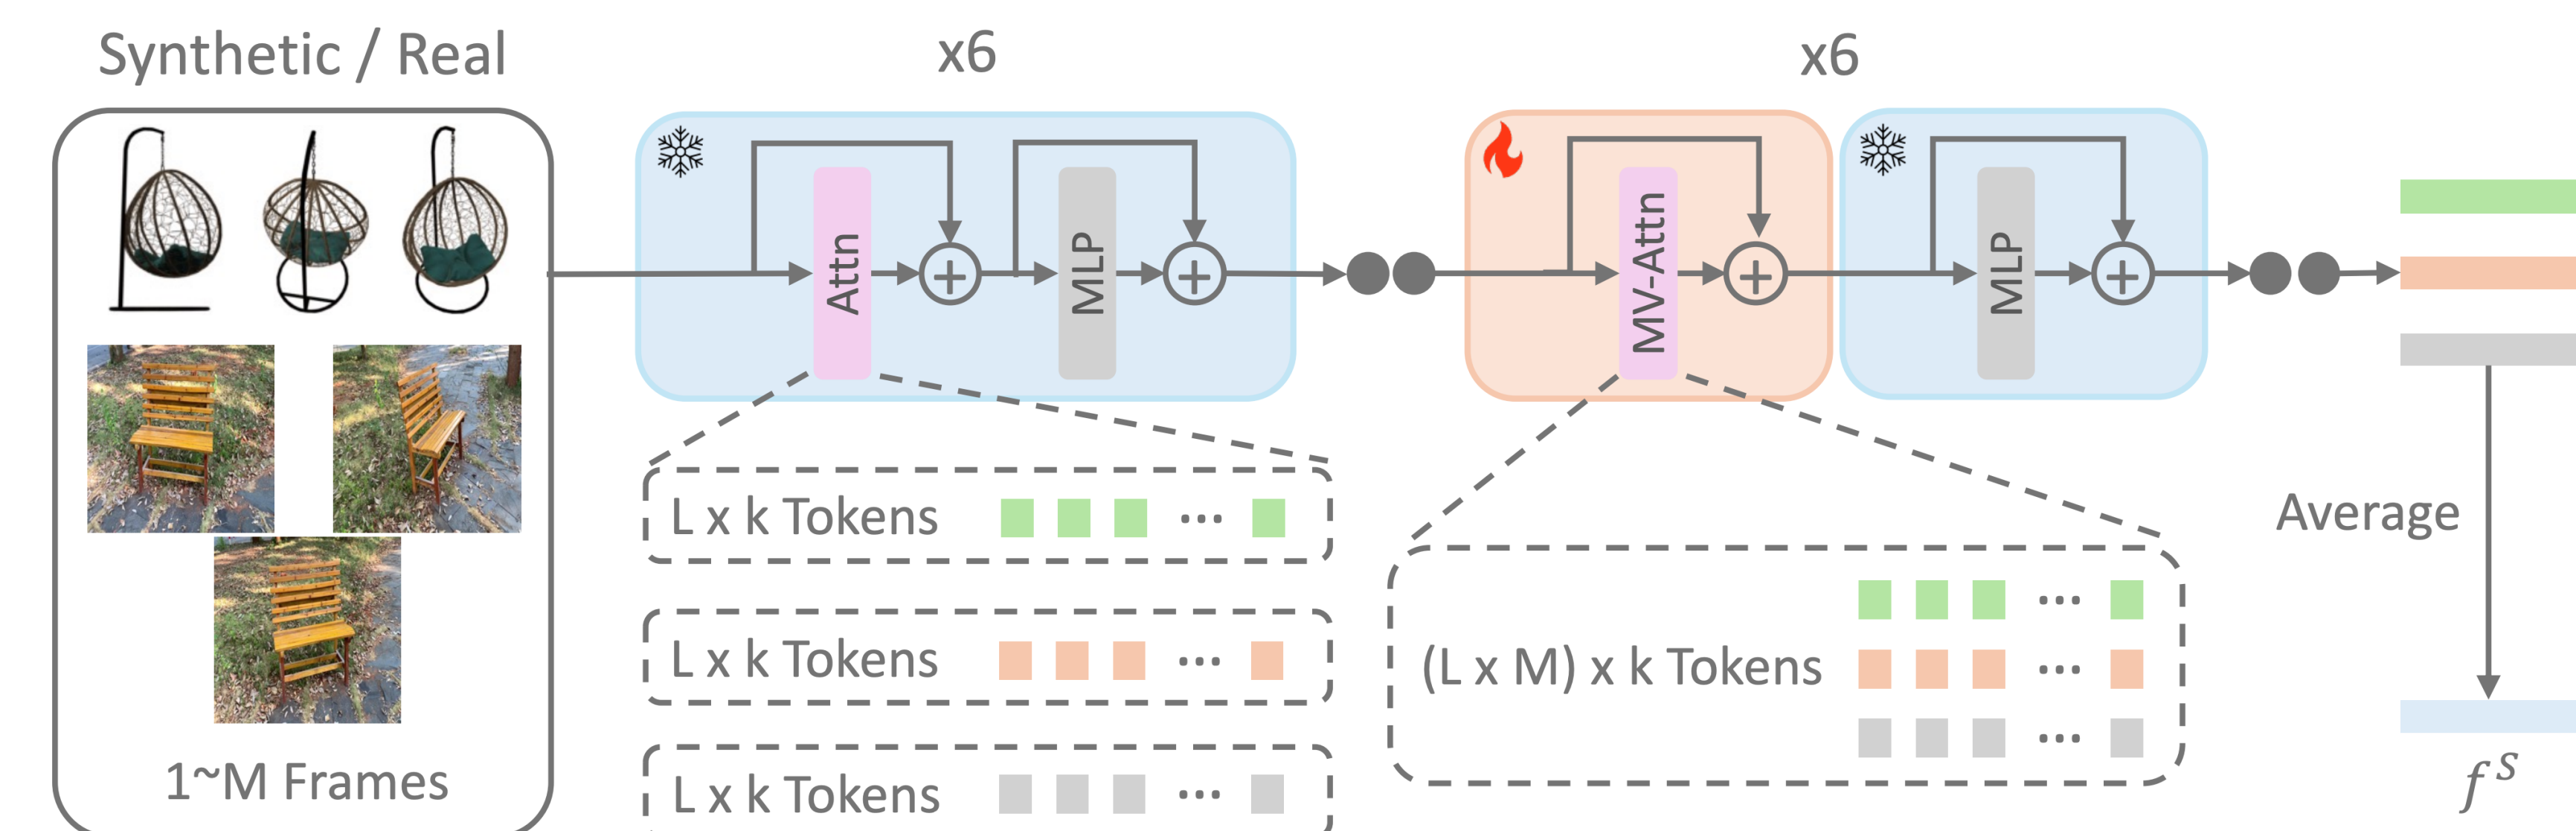 Synthetic / Real
1~M Frames
x6
Attn
MLP
L x k Tokens ...
L x k Tokens ...
L x k Tokens ...
x6
MV-Attn
MLP
(L x M) x k Tokens ...
...
...
Average
f^S